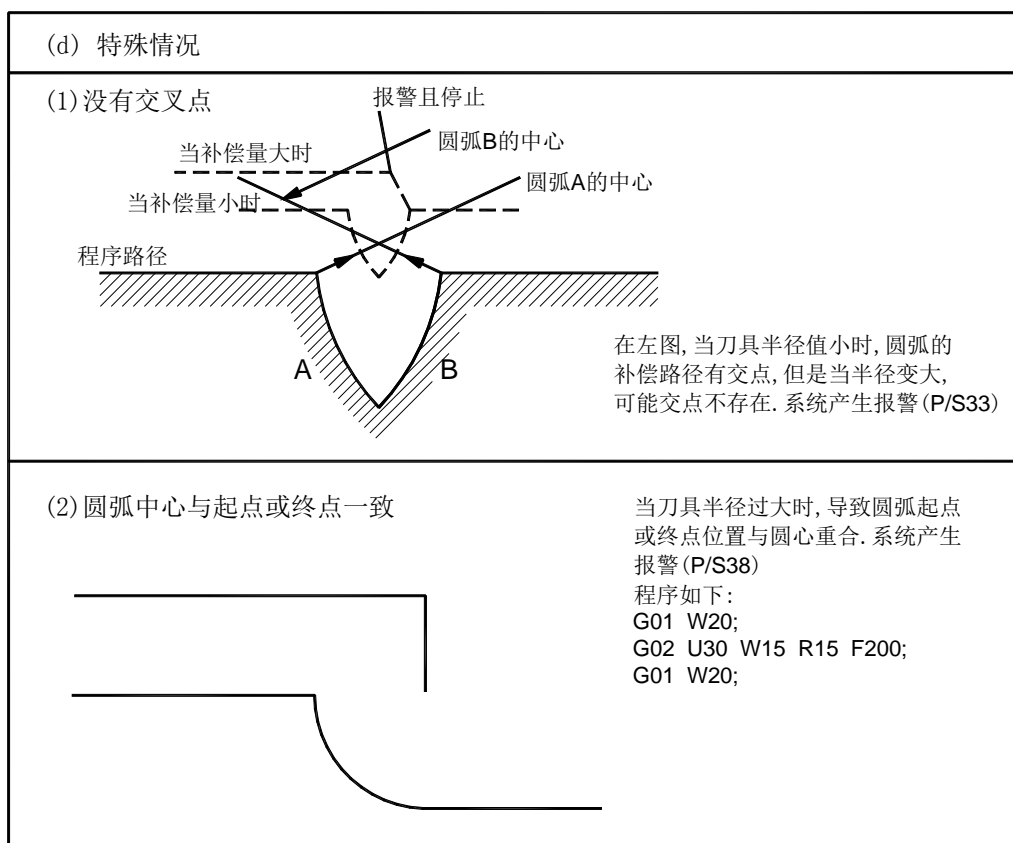 (d) 特殊情况
(1)没有交叉点
报警且停止
圆弧B的中心
当补偿量大时
圆弧A的中心
当补偿量小时
程序路径
A
B
在左图,当刀具半径值小时,圆弧的
补偿路径有交点,但是当半径变大,
可能交点不存在.系统产生报警(P/S33)
(2)圆弧中心与起点或终点一致
当刀具半径过大时,导致圆弧起点
或终点位置与圆心重合.系统产生
报警(P/S38)
程序如下:
G01 W20;
G02 U30 W15 R15 F200;
G01 W20;